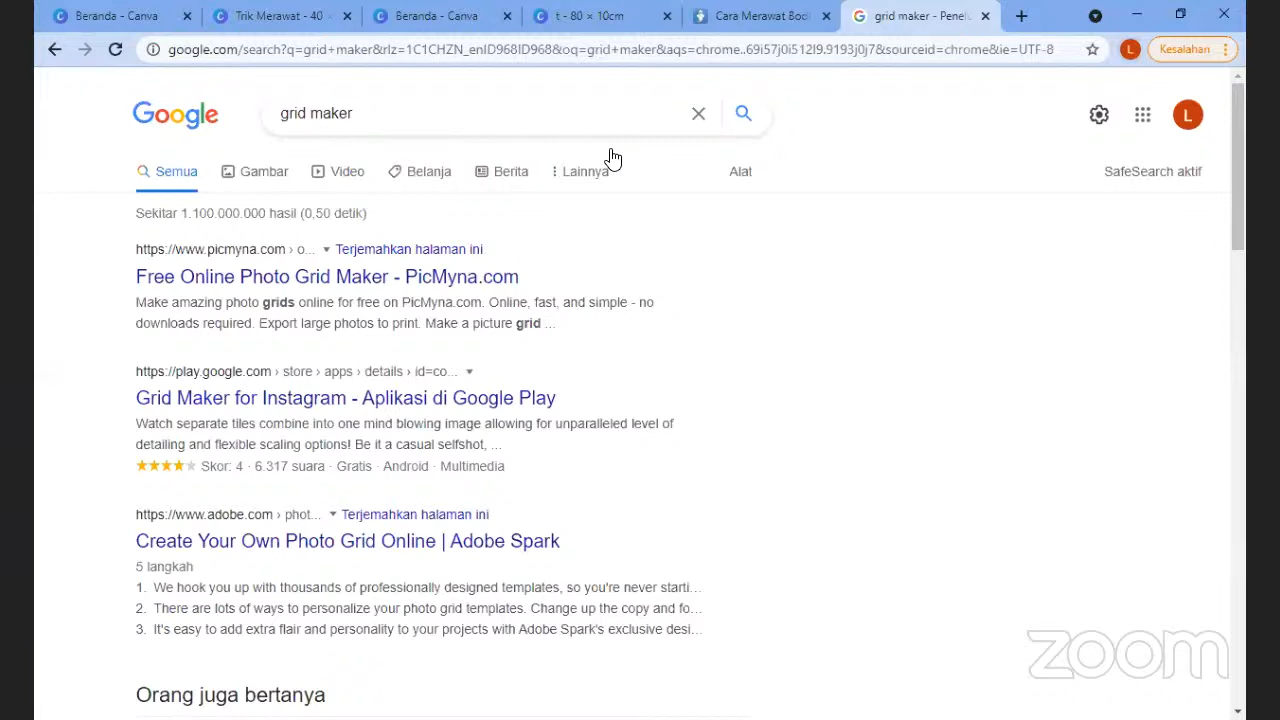 Beranda - Canva
Trik Merawat - 40 ×
Beranda - Canva
t - 80 × 10cm
Cara Merawat Bod
grid maker - Penel
google.com/search?q=grid+maker&rlz=1C1CHZN_enID968ID968&oq=grid+maker&aqs=chrome..69i57j0i512l9.9193j0j7&sourceid=chrome&ie=UTF-8
L
Kesalahan
Google
grid maker
L
Semua
Gambar
Video
Belanja
Berita
Lainnya
Alat
SafeSearch aktif
Sekitar 1.100.000.000 hasil (0,50 detik)
https://www.picmyna.com › o... Terjemahkan halaman ini
Free Online Photo Grid Maker - PicMyna.com
Make amazing photo grids online for free on PicMyna.com. Online, fast, and simple - no
downloads required. Export large photos to print. Make a picture grid ...
https://play.google.com › store › apps › details › id=co...
Grid Maker for Instagram - Aplikasi di Google Play
Watch separate tiles combine into one mind blowing image allowing for unparalleled level of
detailing and flexible scaling options! Be it a casual selfshot, ...
Skor: 4 · 6.317 suara · Gratis · Android · Multimedia
https://www.adobe.com › phot... Terjemahkan halaman ini
Create Your Own Photo Grid Online | Adobe Spark
5 langkah
1. We hook you up with thousands of professionally designed templates, so you're never starti...
2. There are lots of ways to personalize your photo grid templates. Change up the copy and fo...
3. It's easy to add extra flair and personality to your projects with Adobe Spark's exclusive desi...
zoom
Orang juga bertanya